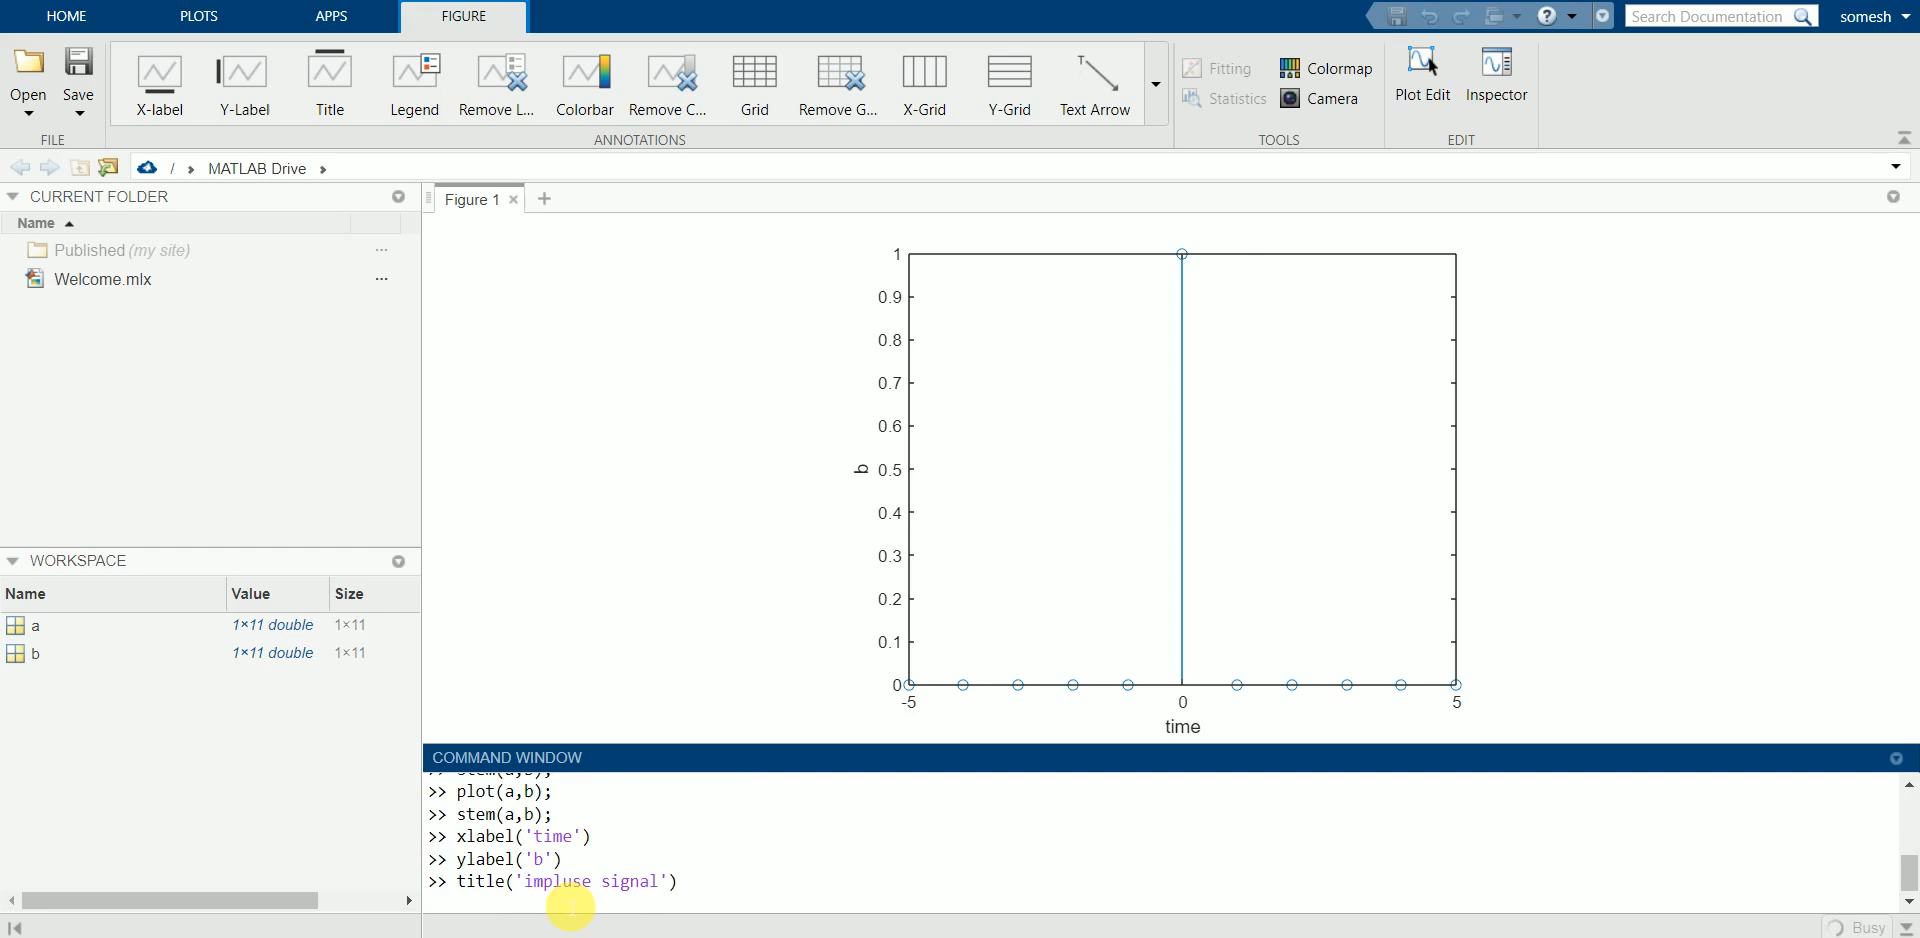 HOME PLOTS APPS FIGURE Search Documentation somesh
Open Save X-label Y-Label Title Legend Remove L... Colorbar Remove C... Grid Remove G... X-Grid Y-Grid Text Arrow Fitting Statistics Colormap Camera Plot Edit Inspector
FILE ANNOTATIONS TOOLS EDIT
/ MATLAB Drive
CURRENT FOLDER
Name
Published (my site) ...
Welcome.mlx ...
WORKSPACE
Name Value Size
a 1×11 double 1×11
b 1×11 double 1×11
Figure 1
1
0.9
0.8
0.7
0.6
b 0.5
0.4
0.3
0.2
0.1
0
-5 0 5
time
COMMAND WINDOW
>> stem(a,b);
>> plot(a,b);
>> stem(a,b);
>> xlabel('time')
>> ylabel('b')
>> title('impluse signal')
Busy